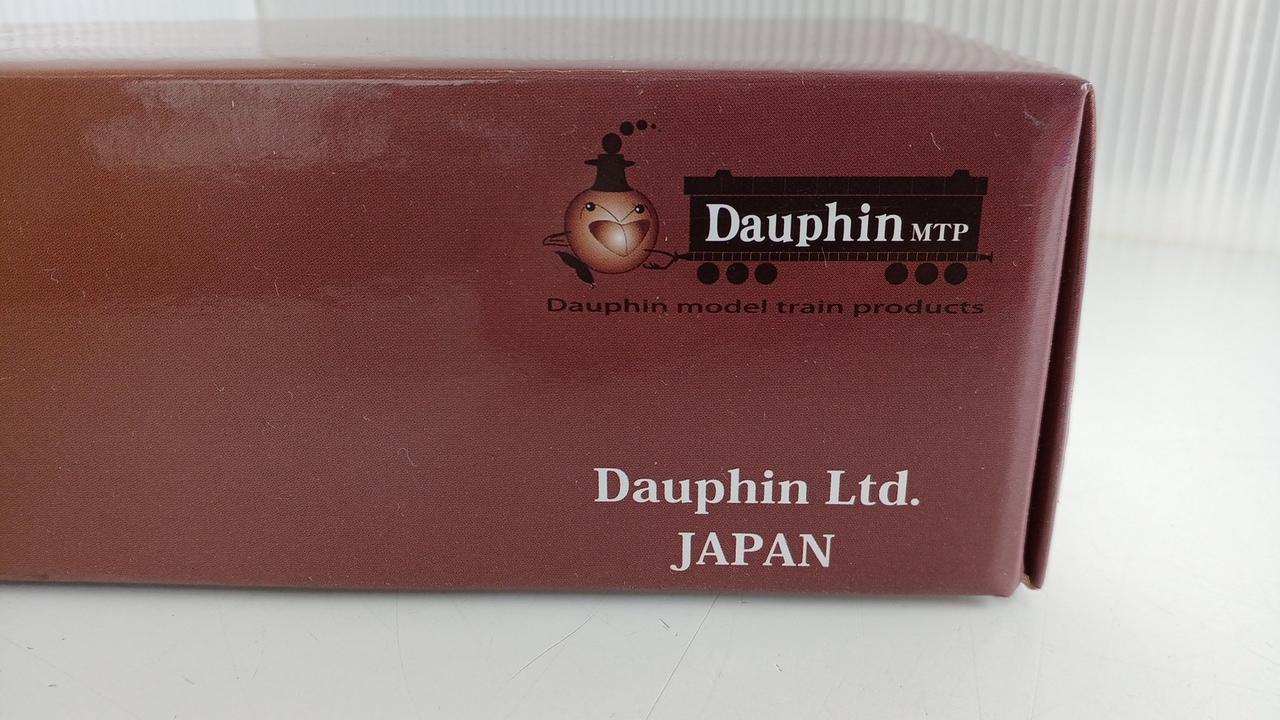 Dauphin MTP
Dauphin model train products
Dauphin Ltd.
JAPAN